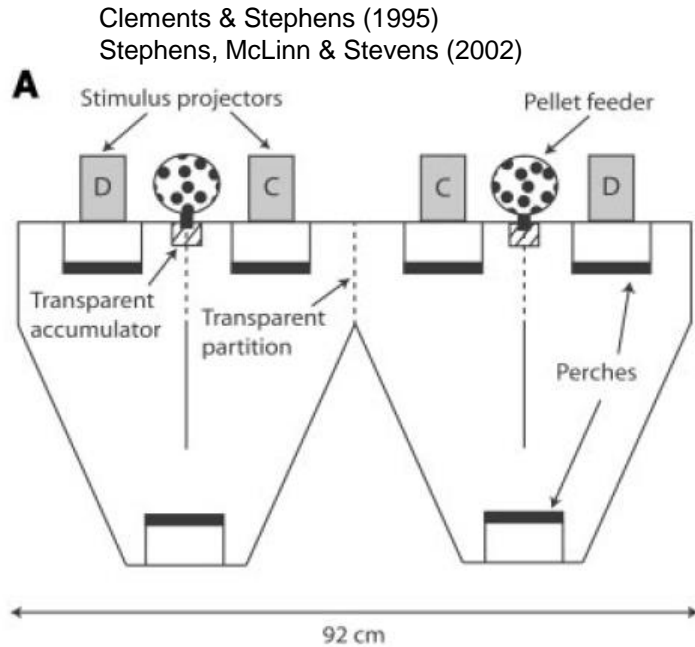 Clements & Stephens (1995)
Stephens, McLinn & Stevens (2002)
A
Stimulus projectors
Pellet feeder
D
C
C
D
Transparent
accumulator
Transparent
partition
Perches
92 cm